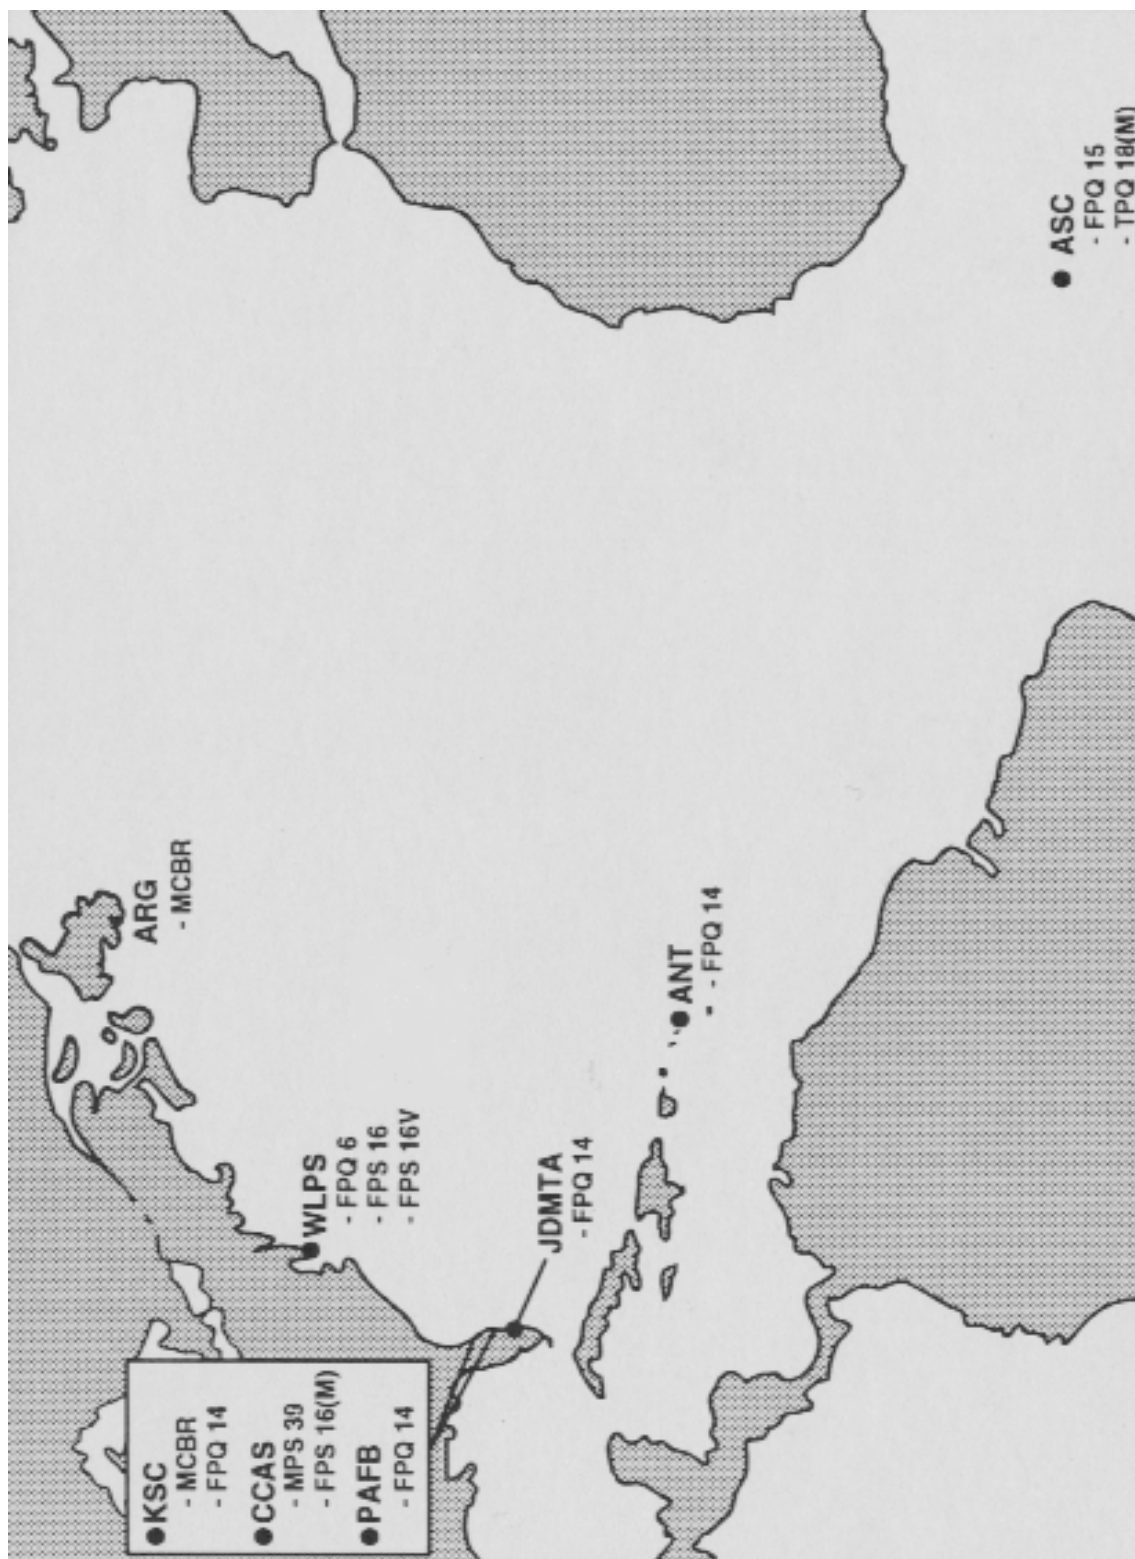 ● KSC
- MCBR
- FPQ 14
● CCAS
- MPS 39
- FPS 16(M)
● PAFB
- FPQ 14
WLPS
- FPQ 6
- FPS 16
- FPS 16V
JDMTA
- FPQ 14
ARG
- MCBR
ANT
- FPQ 14
● ASC
- FPQ 15
- TPQ 18(M)